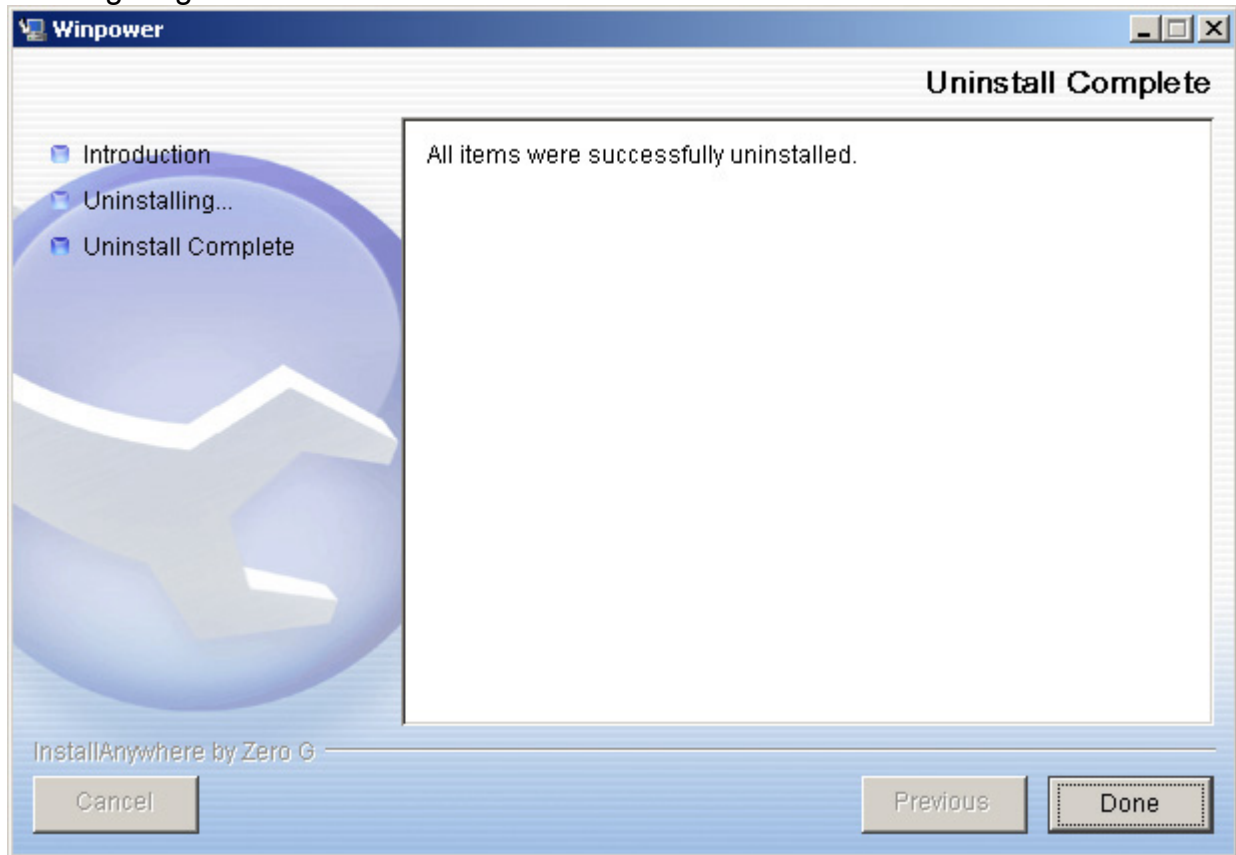 Winpower
Uninstall Complete
Introduction
Uninstalling...
Uninstall Complete
All items were successfully uninstalled.
InstallAnywhere by Zero G
Cancel
Previous
Done